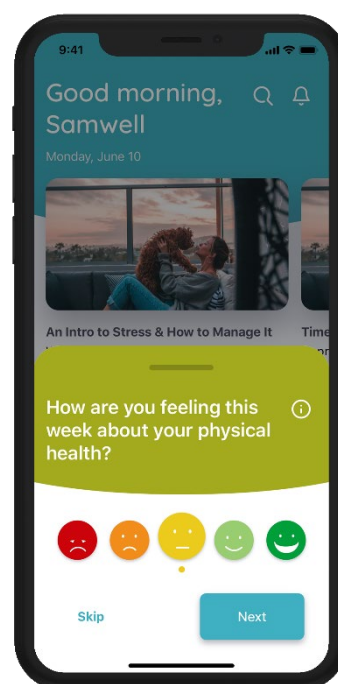 9:41
Good morning,
Samwell
Monday, June 10
An Intro to Stress & How to Manage It
Time
How are you feeling this
week about your physical
health?
Skip
Next